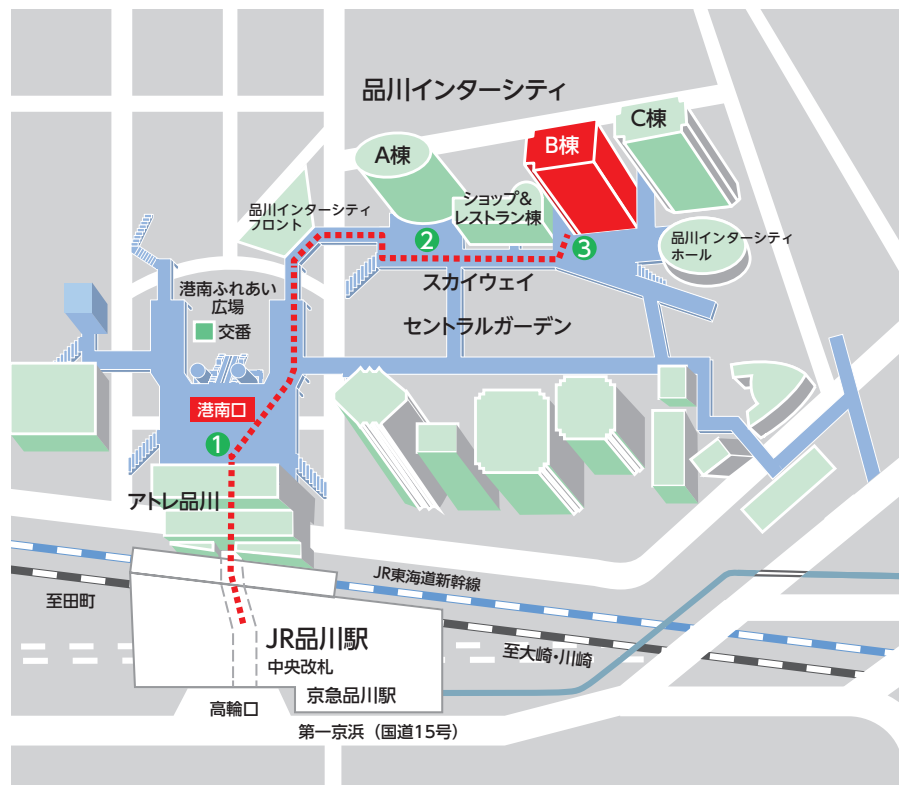 品川インターシティ
C棟
B棟
A棟
ショップ&
レストラン棟
品川インターシティ
フロント
品川インターシティ
ホール
2
3
スカイウェイ
港南ふれあい
広場
交番
セントラルガーデン
港南口
1
アトレ品川
JR東海道新幹線
至田町
JR品川駅
中央改札
至大崎・川崎
京急品川駅
高輪口
第一京浜（国道15号）